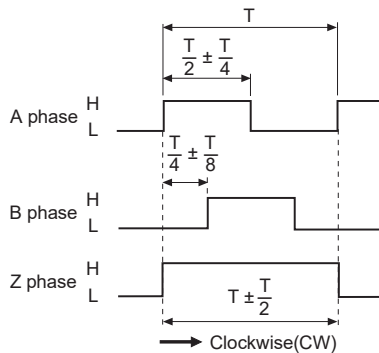 T
T/2 ± T/4
A phase H
L
T/4 ± T/8
B phase H
L
Z phase H
L
T ± T/2
Clockwise(CW)